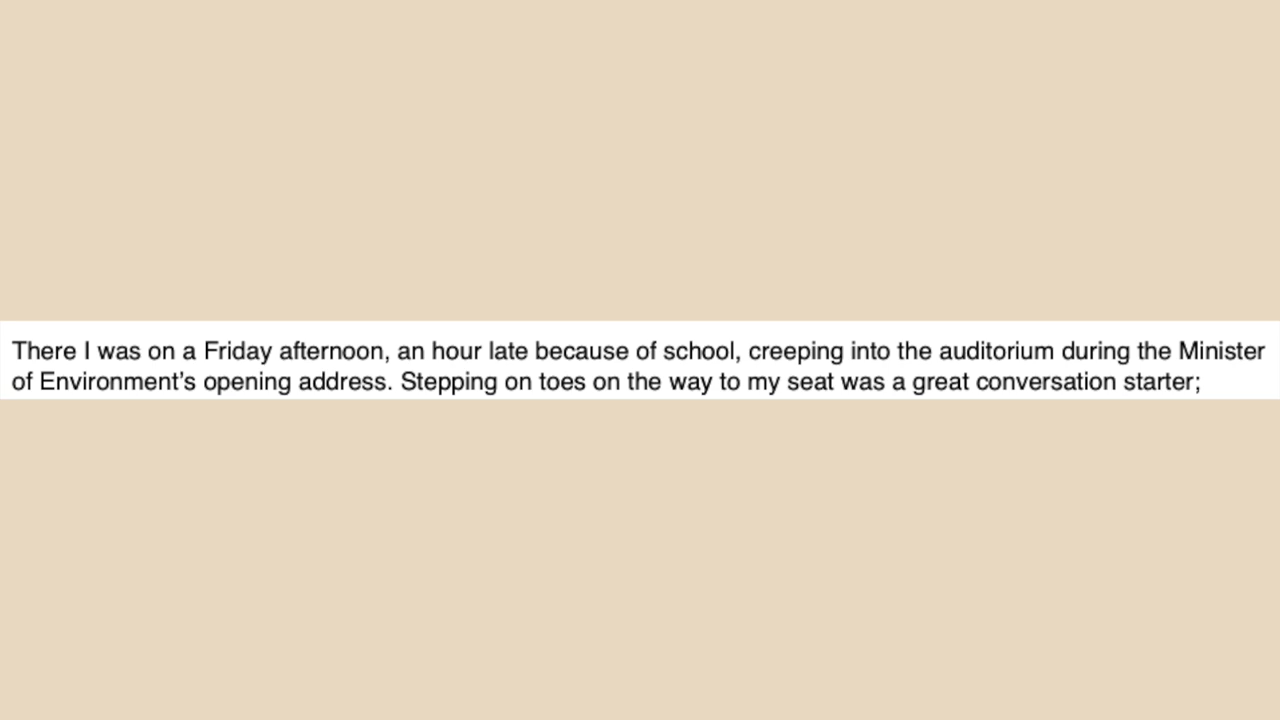 There I was on a Friday afternoon, an hour late because of school, creeping into the auditorium during the Minister
of Environment’s opening address. Stepping on toes on the way to my seat was a great conversation starter;